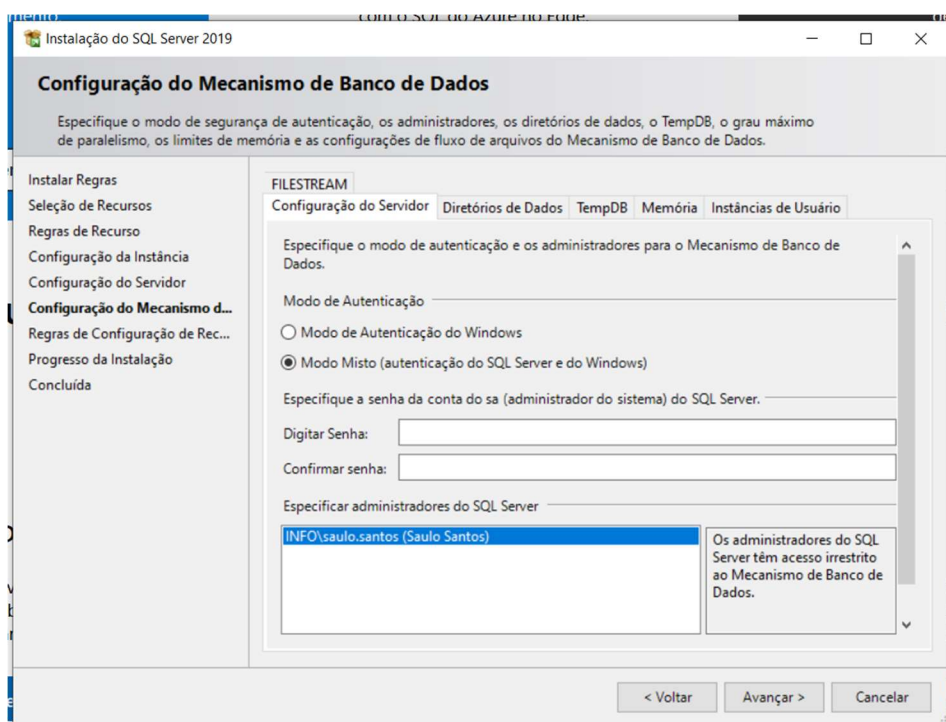 com o SQL do Azure no Edge.
Instalação do SQL Server 2019
Configuração do Mecanismo de Banco de Dados
Especifique o modo de segurança de autenticação, os administradores, os diretórios de dados, o TempDB, o grau máximo
de paralelismo, os limites de memória e as configurações de fluxo de arquivos do Mecanismo de Banco de Dados.
Instalar Regras
Seleção de Recursos
Regras de Recurso
Configuração da Instância
Configuração do Servidor
Configuração do Mecanismo d...
Regras de Configuração de Rec...
Progresso da Instalação
Concluída
FILESTREAM
Configuração do Servidor Diretórios de Dados TempDB Memória Instâncias de Usuário
Especifique o modo de autenticação e os administradores para o Mecanismo de Banco de
Dados.
Modo de Autenticação
Modo de Autenticação do Windows
Modo Misto (autenticação do SQL Server e do Windows)
Especifique a senha da conta do sa (administrador do sistema) do SQL Server.
Digitar Senha:
Confirmar senha:
Especificar administradores do SQL Server
INFO\saulo.santos (Saulo Santos)
Os administradores do SQL
Server têm acesso irrestrito
ao Mecanismo de Banco de
Dados.
< Voltar Avançar > Cancelar